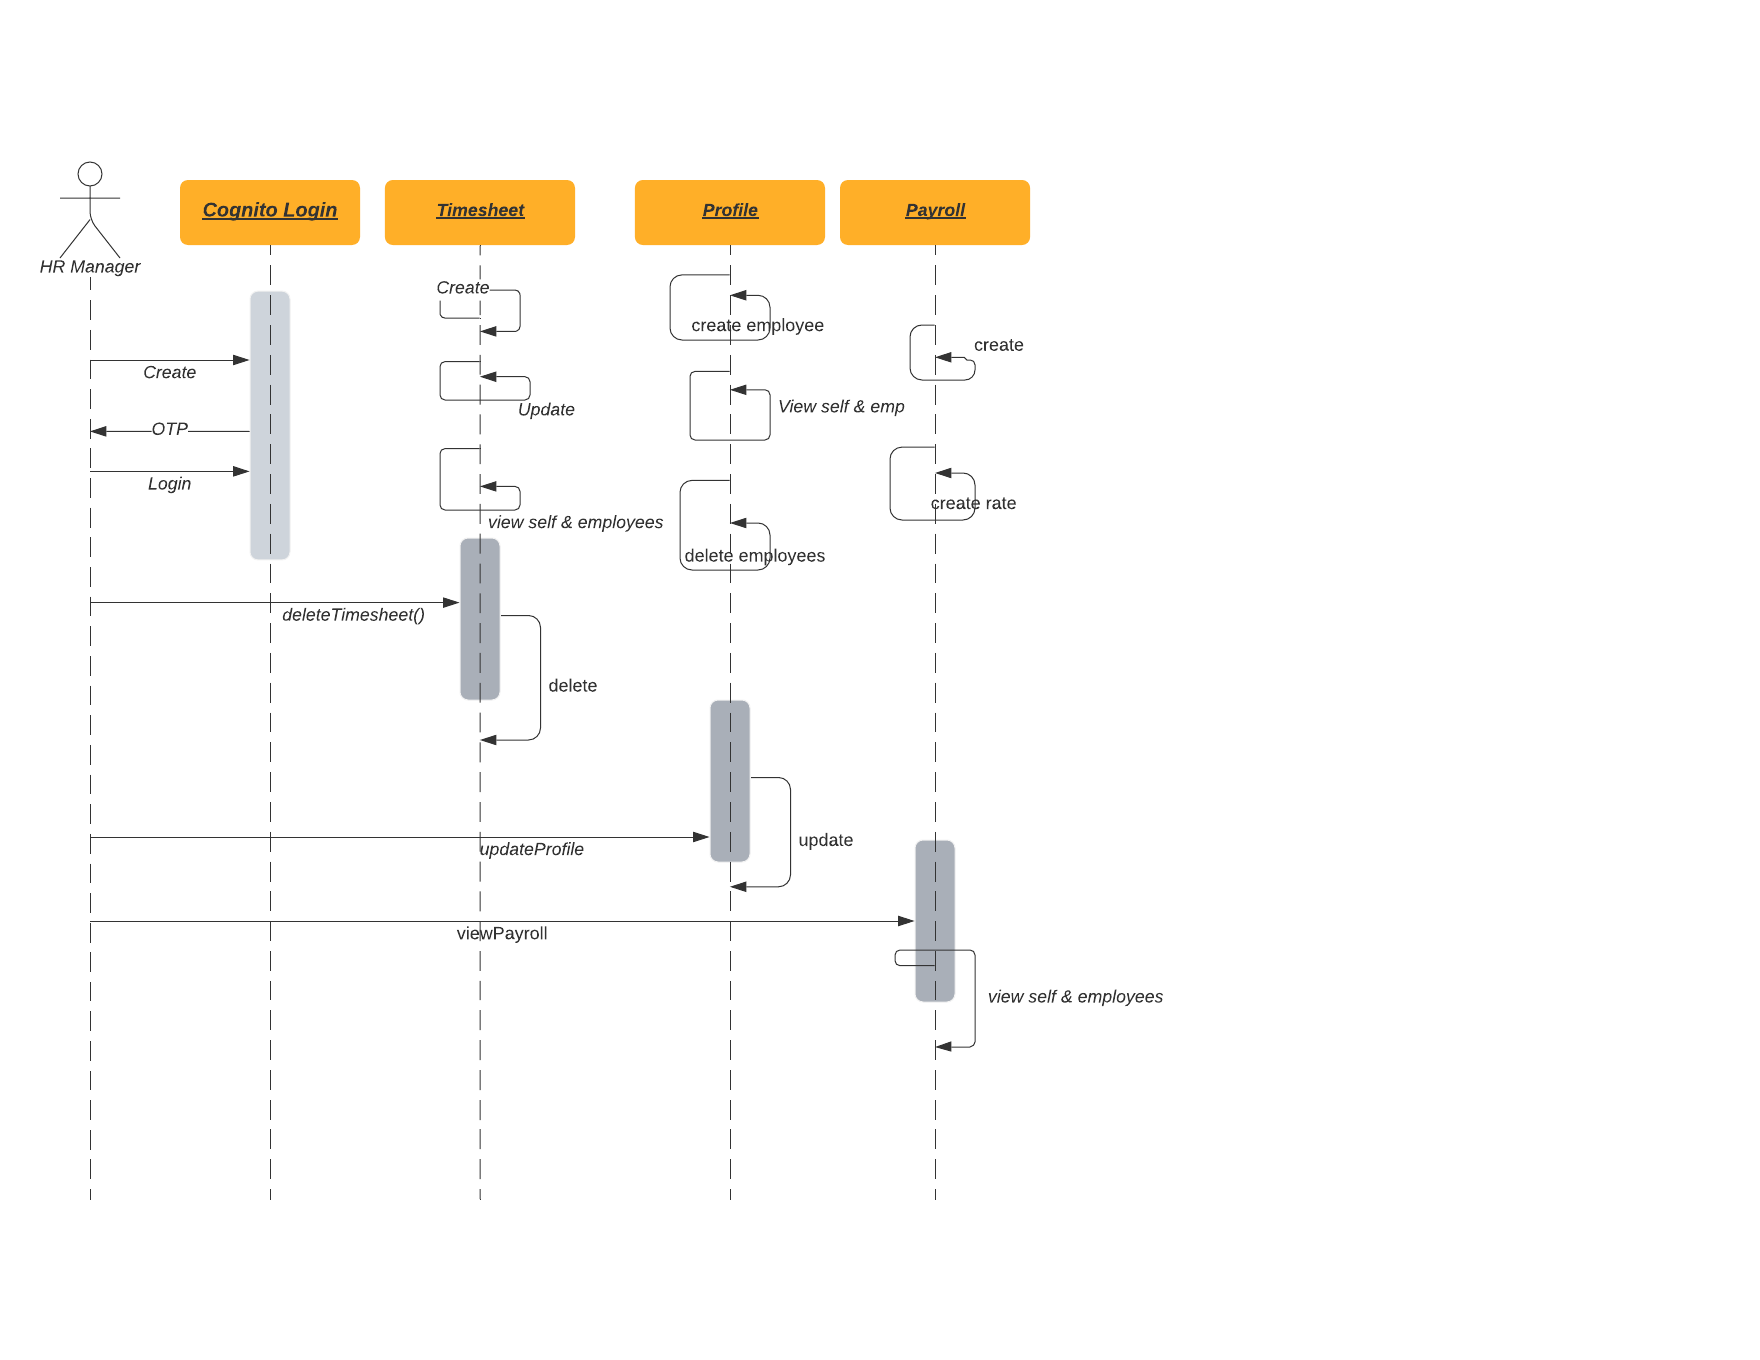 Cognito Login
Timesheet
Profile
Payroll
HR Manager
Create
create employee
create
Create
View self & emp
Update
OTP
Login
create rate
view self & employees
delete employees
deleteTimesheet()
delete
update
updateProfile
viewPayroll
view self & employees